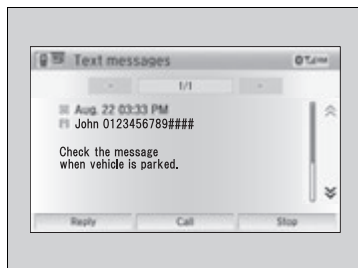 Text messages
1/1
Aug. 22 03:33 PM
John 0123456789####
Check the message
when vehicle is parked.
Reply
Call
Stop